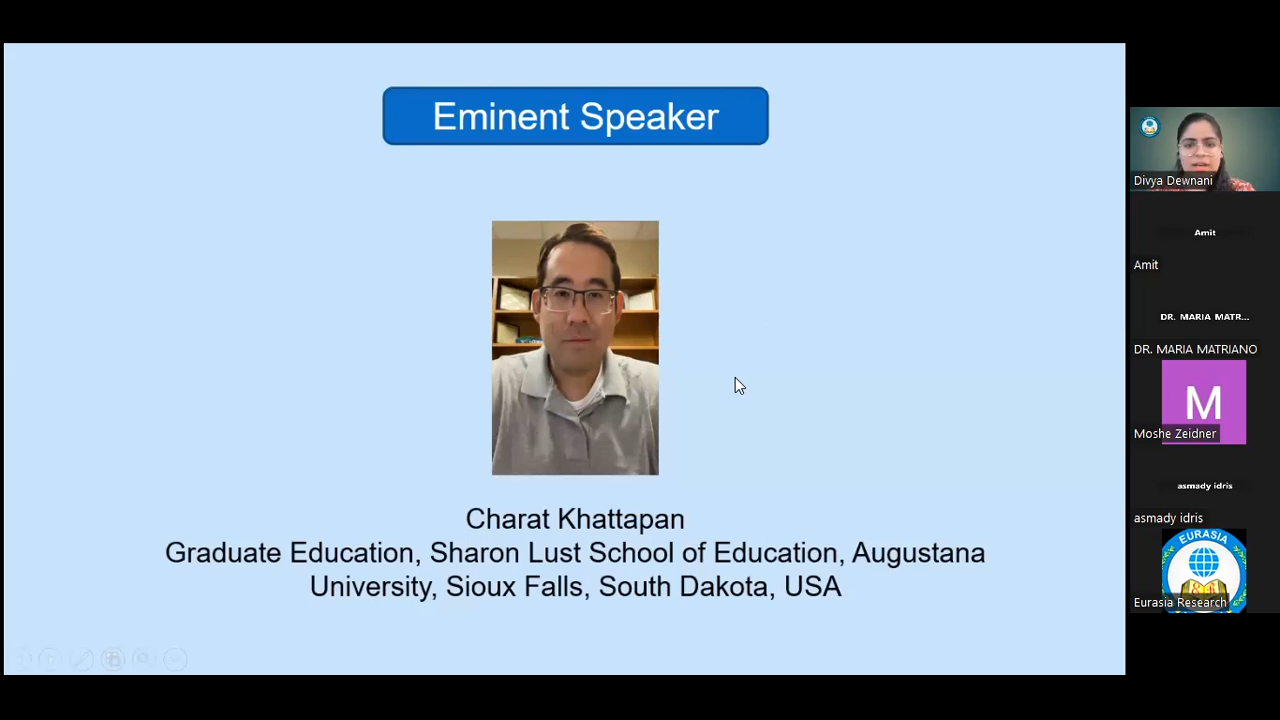 Eminent Speaker
Charat Khattapan
Graduate Education, Sharon Lust School of Education, Augustana
University, Sioux Falls, South Dakota, USA
Divya Dewnani
Amit
Amit
DR. MARIA MATR...
DR. MARIA MATRIANO
M
Moshe Zeidner
asmady idris
asmady idris
EURASIA
Eurasia Research